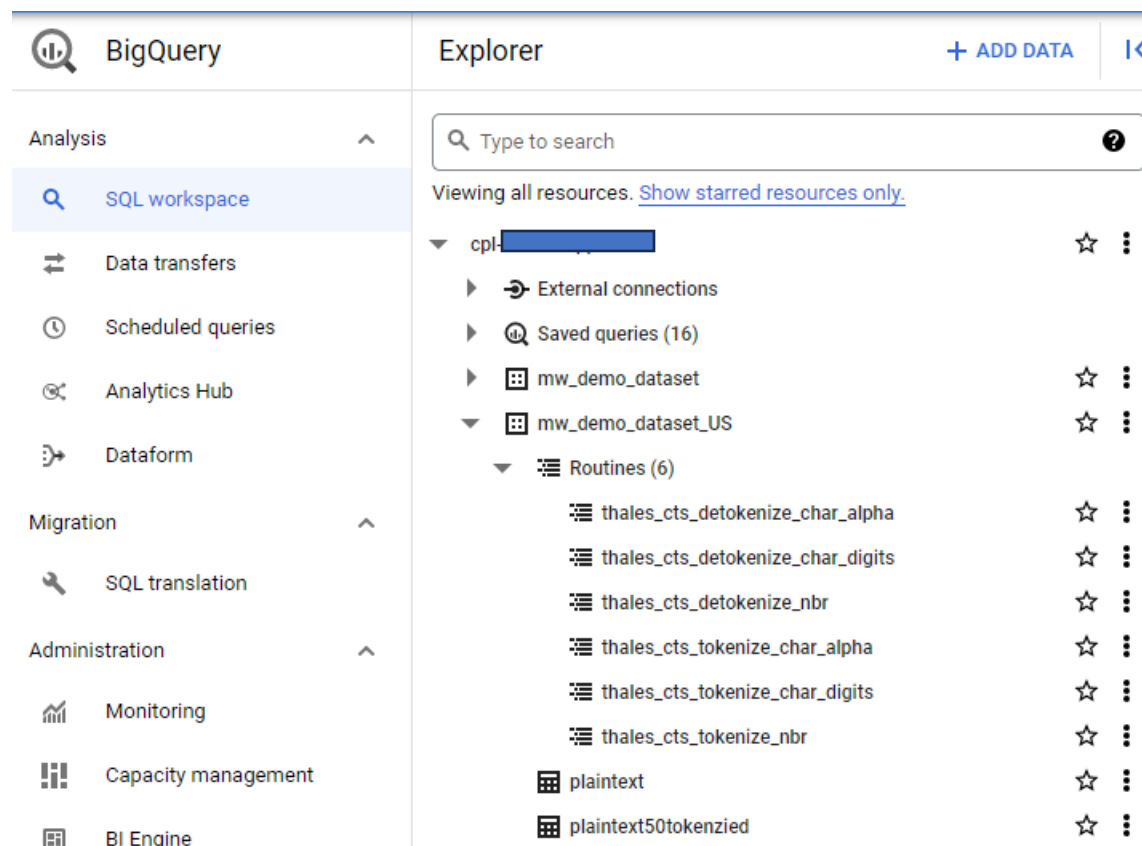 BigQuery
Analysis
SQL workspace
Data transfers
Scheduled queries
Analytics Hub
Dataform
Migration
SQL translation
Administration
Monitoring
Capacity management
BI Engine
Explorer
+ ADD DATA
Type to search
Viewing all resources. Show starred resources only.
cpl-
External connections
Saved queries (16)
mw_demo_dataset
mw_demo_dataset_US
Routines (6)
thales_cts_detokenize_char_alpha
thales_cts_detokenize_char_digits
thales_cts_detokenize_nbr
thales_cts_tokenize_char_alpha
thales_cts_tokenize_char_digits
thales_cts_tokenize_nbr
plaintext
plaintext50tokenzied